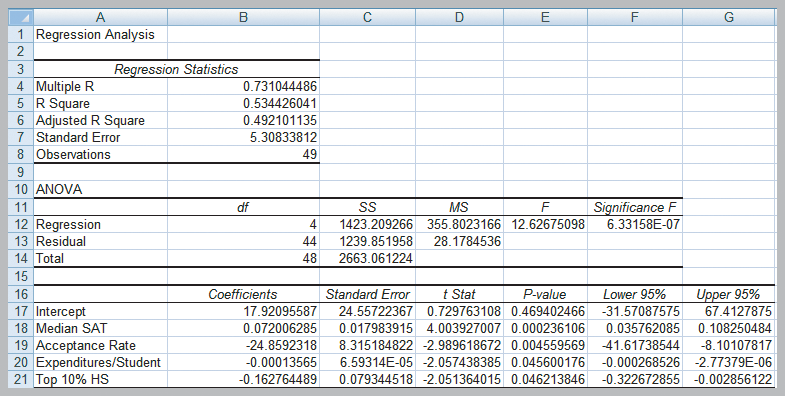 A B C D E F G
1 Regression Analysis
2
3 Regression Statistics
4 Multiple R 0.731044486
5 R Square 0.534426041
6 Adjusted R Square 0.492101135
7 Standard Error 5.30833812
8 Observations 49
9
10 ANOVA
11 df SS MS F Significance F
12 Regression 4 1423.209266 355.8023166 12.62675098 6.33158E-07
13 Residual 44 1239.851958 28.1784536
14 Total 48 2663.061224
15
16 Coefficients Standard Error t Stat P-value Lower 95% Upper 95%
17 Intercept 17.92095587 24.55722367 0.729763108 0.469402466 -31.57087575 67.4127875
18 Median SAT 0.072006285 0.017983915 4.003927007 0.000236106 0.035762085 0.108250484
19 Acceptance Rate -24.8592318 8.315184822 -2.989618672 0.004559569 -41.61738544 -8.10107817
20 Expenditures/Student -0.00013565 6.59314E-05 -2.057438385 0.045600176 -0.000268526 -2.77379E-06
21 Top 10% HS -0.162764489 0.079344518 -2.051364015 0.046213846 -0.322672855 -0.002856122